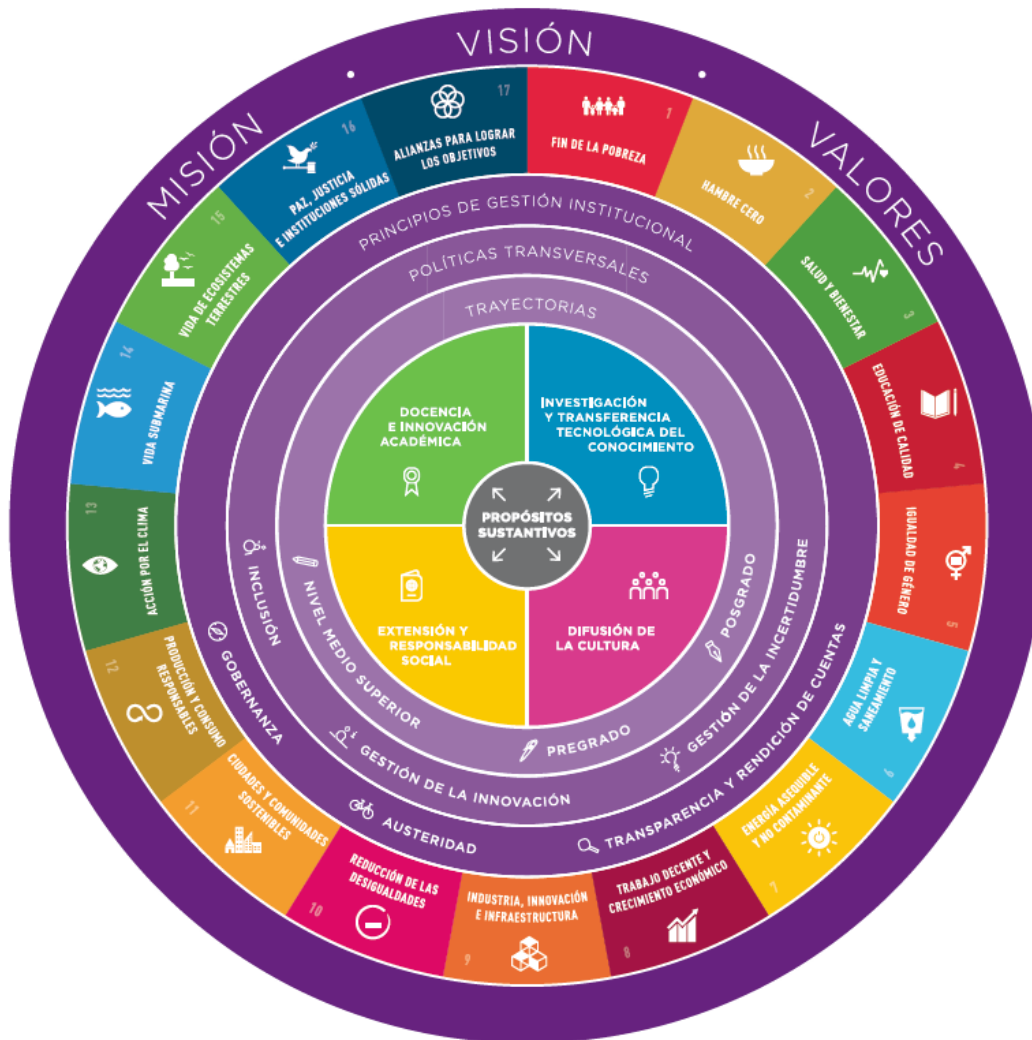 MISIÓN
VISIÓN
VALORES
1
FIN DE LA POBREZA
2
HAMBRE CERO
3
SALUD Y BIENESTAR
4
EDUCACIÓN DE CALIDAD
5
IGUALDAD DE GÉNERO
6
AGUA LIMPIA Y
SANEAMIENTO
7
ENERGÍA ASEQUIBLE
Y NO CONTAMINANTE
8
TRABAJO DECENTE Y
CRECIMIENTO ECONÓMICO
9
INDUSTRIA, INNOVACIÓN
E INFRAESTRUCTURA
10
REDUCCIÓN DE LAS
DESIGUALDADES
11
CIUDADES Y COMUNIDADES
SOSTENIBLES
12
PRODUCCIÓN Y CONSUMO
RESPONSABLES
13
ACCIÓN POR EL CLIMA
14
VIDA SUBMARINA
15
VIDA DE ECOSISTEMAS
TERRESTRES
16
PAZ, JUSTICIA
E INSTITUCIONES SÓLIDAS
17
ALIANZAS PARA LOGRAR
LOS OBJETIVOS
PRINCIPIOS DE GESTIÓN INSTITUCIONAL
GOBERNANZA
AUSTERIDAD
TRANSPARENCIA Y RENDICIÓN DE CUENTAS
POLÍTICAS TRANSVERSALES
INCLUSIÓN
GESTIÓN DE LA INNOVACIÓN
GESTIÓN DE LA INCERTIDUMBRE
TRAYECTORIAS
NIVEL MEDIO SUPERIOR
PREGRADO
POSGRADO
DOCENCIA
E INNOVACIÓN
ACADÉMICA
INVESTIGACIÓN
Y TRANSFERENCIA
TECNOLÓGICA DEL
CONOCIMIENTO
PROPÓSITOS
SUSTANTIVOS
EXTENSIÓN Y
RESPONSABILIDAD
SOCIAL
DIFUSIÓN DE
LA CULTURA